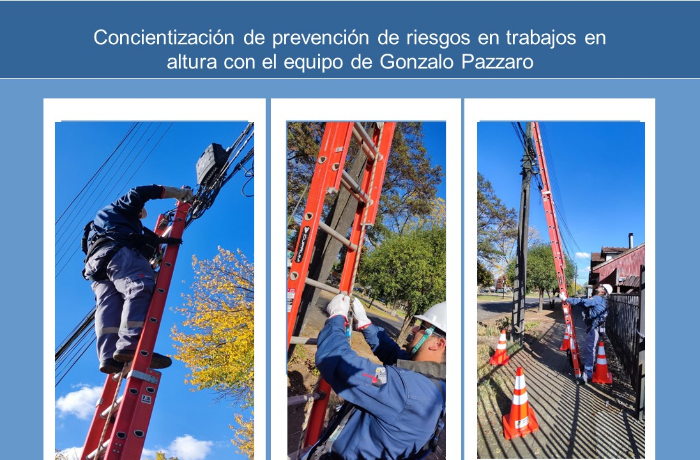 Concientización de prevención de riesgos en trabajos en
altura con el equipo de Gonzalo Pazzaro